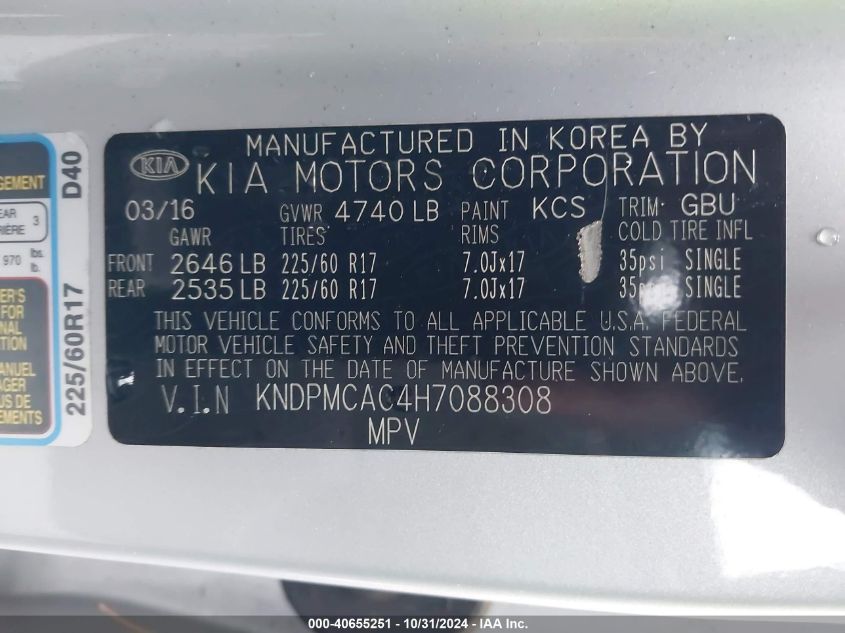 MANUFACTURED IN KOREA BY
KIA KIA MOTORS CORPORATION
03/16 GVWR 4740 LB PAINT KCS TRIM: GBU
GAWR TIRES RIMS COLD TIRE INFL
FRONT 2646 LB 225/60 R17 7.0Jx17 35psi SINGLE
REAR 2535 LB 225/60 R17 7.0Jx17 SINGLE
THIS VEHICLE CONFORMS TO ALL APPLICABLE U.S.A. FEDERAL
MOTOR VEHICLE SAFETY AND THEFT PREVENTION STANDARDS
IN EFFECT ON THE DATE OF MANUFACTURE SHOWN ABOVE.
V.I.N KNDPMCAC4H7088308
MPV
D40
225/60R17
3
970 lbs.
lb.
000-40655251 - 10/31/2024 - IAA Inc.